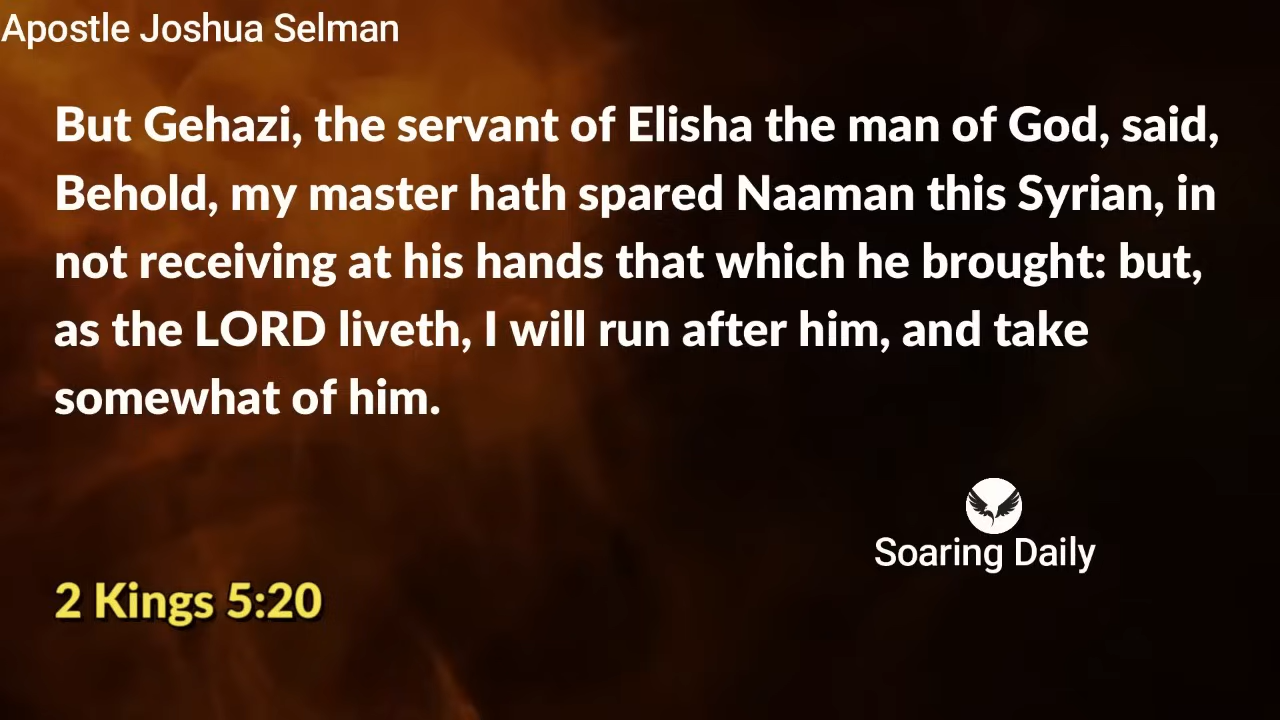 Apostle Joshua Selman
But Gehazi, the servant of Elisha the man of God, said,
Behold, my master hath spared Naaman this Syrian, in
not receiving at his hands that which he brought: but,
as the LORD liveth, I will run after him, and take
somewhat of him.
Soaring Daily
2 Kings 5:20